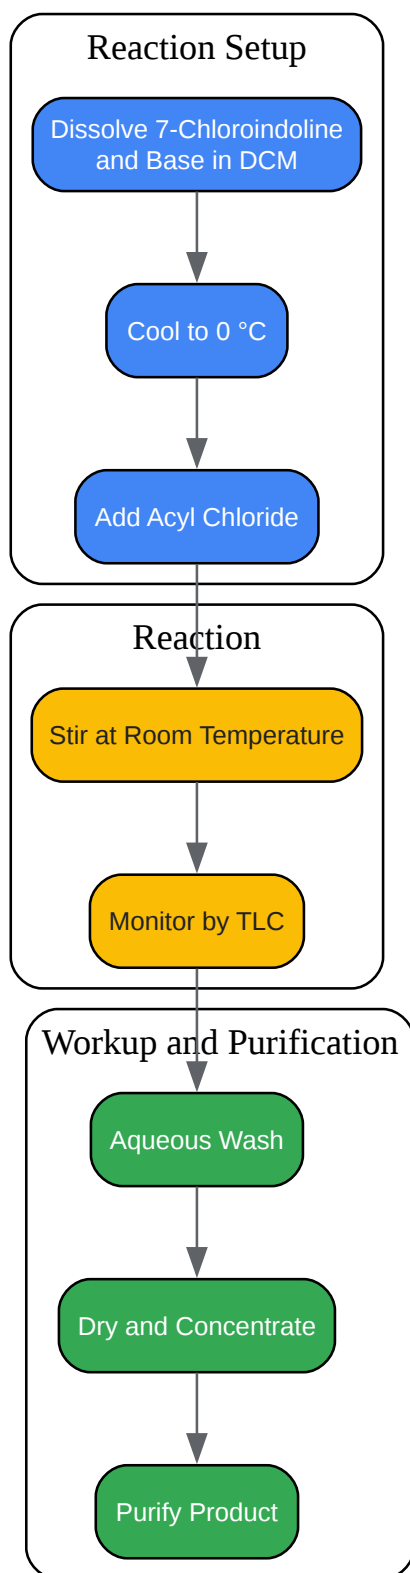 Reaction Setup
Dissolve 7-Chloroindoline
and Base in DCM
Cool to 0 °C
Add Acyl Chloride
Reaction
Stir at Room Temperature
Monitor by TLC
Workup and Purification
Aqueous Wash
Dry and Concentrate
Purify Product